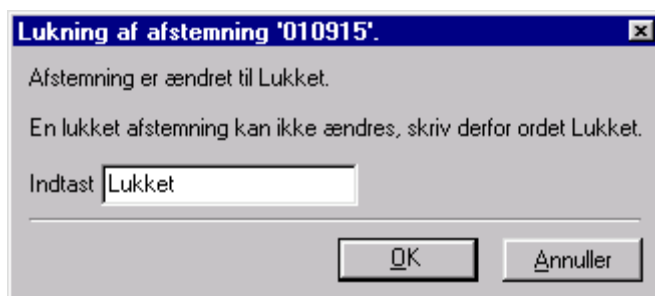 Lukning af afstemning '010915'.
Afstemning er ændret til Lukket.
En lukket afstemning kan ikke ændres, skriv derfor ordet Lukket.
Indtast Lukket
OK Annuller